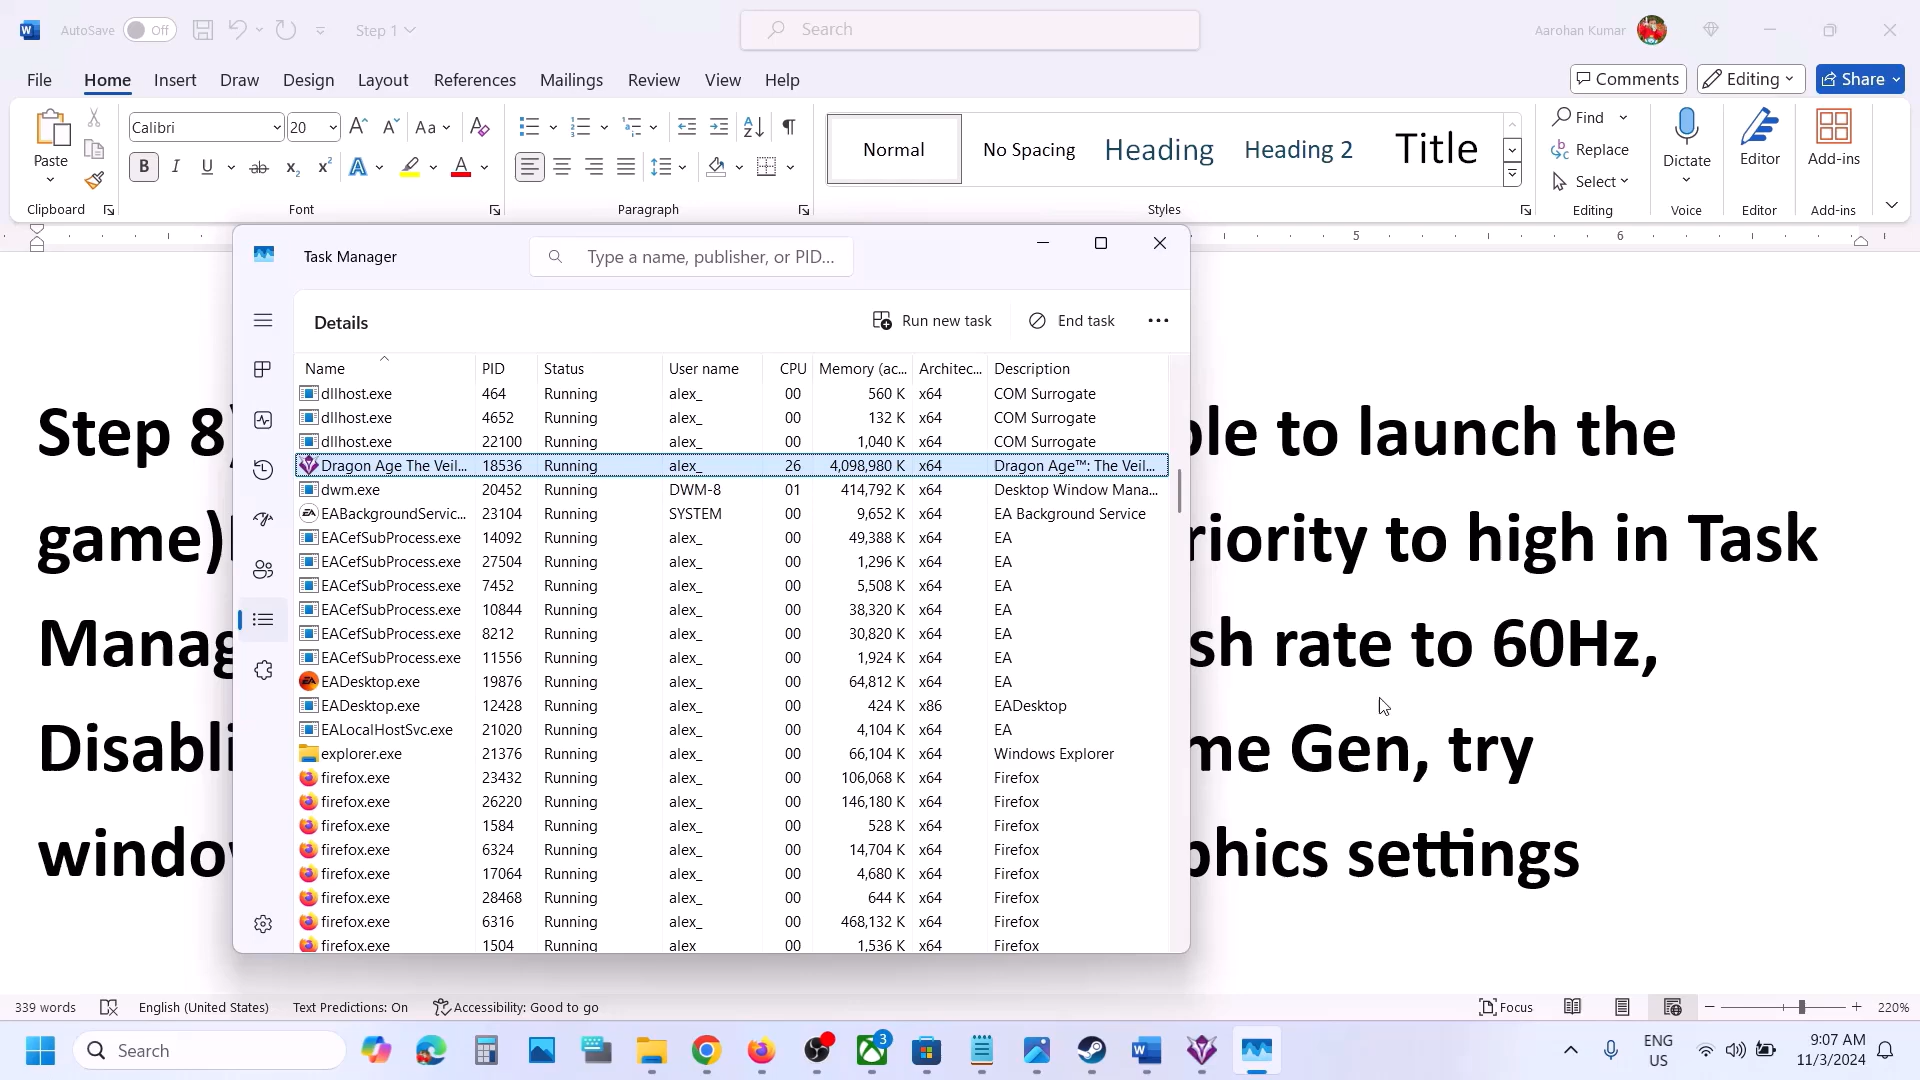 AutoSave Off Step 1 Search Aarohan Kumar
File Home Insert Draw Design Layout References Mailings Review View Help Comments Editing Share
Paste Calibri 20 Aa Normal No Spacing Heading Heading 2 Title Find Replace Select Dictate Editor Add-ins
Clipboard Font Paragraph Styles Editing Voice Editor Add-ins
5 6
Task Manager Type a name, publisher, or PID...
Details Run new task End task
Name PID Status User name CPU Memory (ac... Architec... Description
dllhost.exe 464 Running alex_ 00 560 K x64 COM Surrogate
dllhost.exe 4652 Running alex_ 00 132 K x64 COM Surrogate
dllhost.exe 22100 Running alex_ 00 1,040 K x64 COM Surrogate
Dragon Age The Veil... 18536 Running alex_ 26 4,098,980 K x64 Dragon Age™: The Veil...
dwm.exe 20452 Running DWM-8 01 414,792 K x64 Desktop Window Mana...
EABackgroundServic... 23104 Running SYSTEM 00 9,652 K x64 EA Background Service
EACefSubProcess.exe 14092 Running alex_ 00 49,388 K x64 EA
EACefSubProcess.exe 27504 Running alex_ 00 1,296 K x64 EA
EACefSubProcess.exe 7452 Running alex_ 00 5,508 K x64 EA
EACefSubProcess.exe 10844 Running alex_ 00 38,320 K x64 EA
EACefSubProcess.exe 8212 Running alex_ 00 30,820 K x64 EA
EACefSubProcess.exe 11556 Running alex_ 00 1,924 K x64 EA
EADesktop.exe 19876 Running alex_ 00 64,812 K x64 EA
EADesktop.exe 12428 Running alex_ 00 424 K x86 EADesktop
EALocalHostSvc.exe 21020 Running alex_ 00 4,104 K x64 EA
explorer.exe 21376 Running alex_ 00 66,104 K x64 Windows Explorer
firefox.exe 23432 Running alex_ 00 106,068 K x64 Firefox
firefox.exe 26220 Running alex_ 00 146,180 K x64 Firefox
firefox.exe 1584 Running alex_ 00 528 K x64 Firefox
firefox.exe 6324 Running alex_ 00 14,704 K x64 Firefox
firefox.exe 17064 Running alex_ 00 4,680 K x64 Firefox
firefox.exe 28468 Running alex_ 00 644 K x64 Firefox
firefox.exe 6316 Running alex_ 00 468,132 K x64 Firefox
firefox.exe 1504 Running alex 00 1,536 K x64 Firefox
Step 8) ble to launch the
game) riority to high in Task
Manag sh rate to 60Hz,
Disabli me Gen, try
windo phics settings
339 words English (United States) Text Predictions: On Accessibility: Good to go Focus 220%
Search 3 ENG US 9:07 AM 11/3/2024